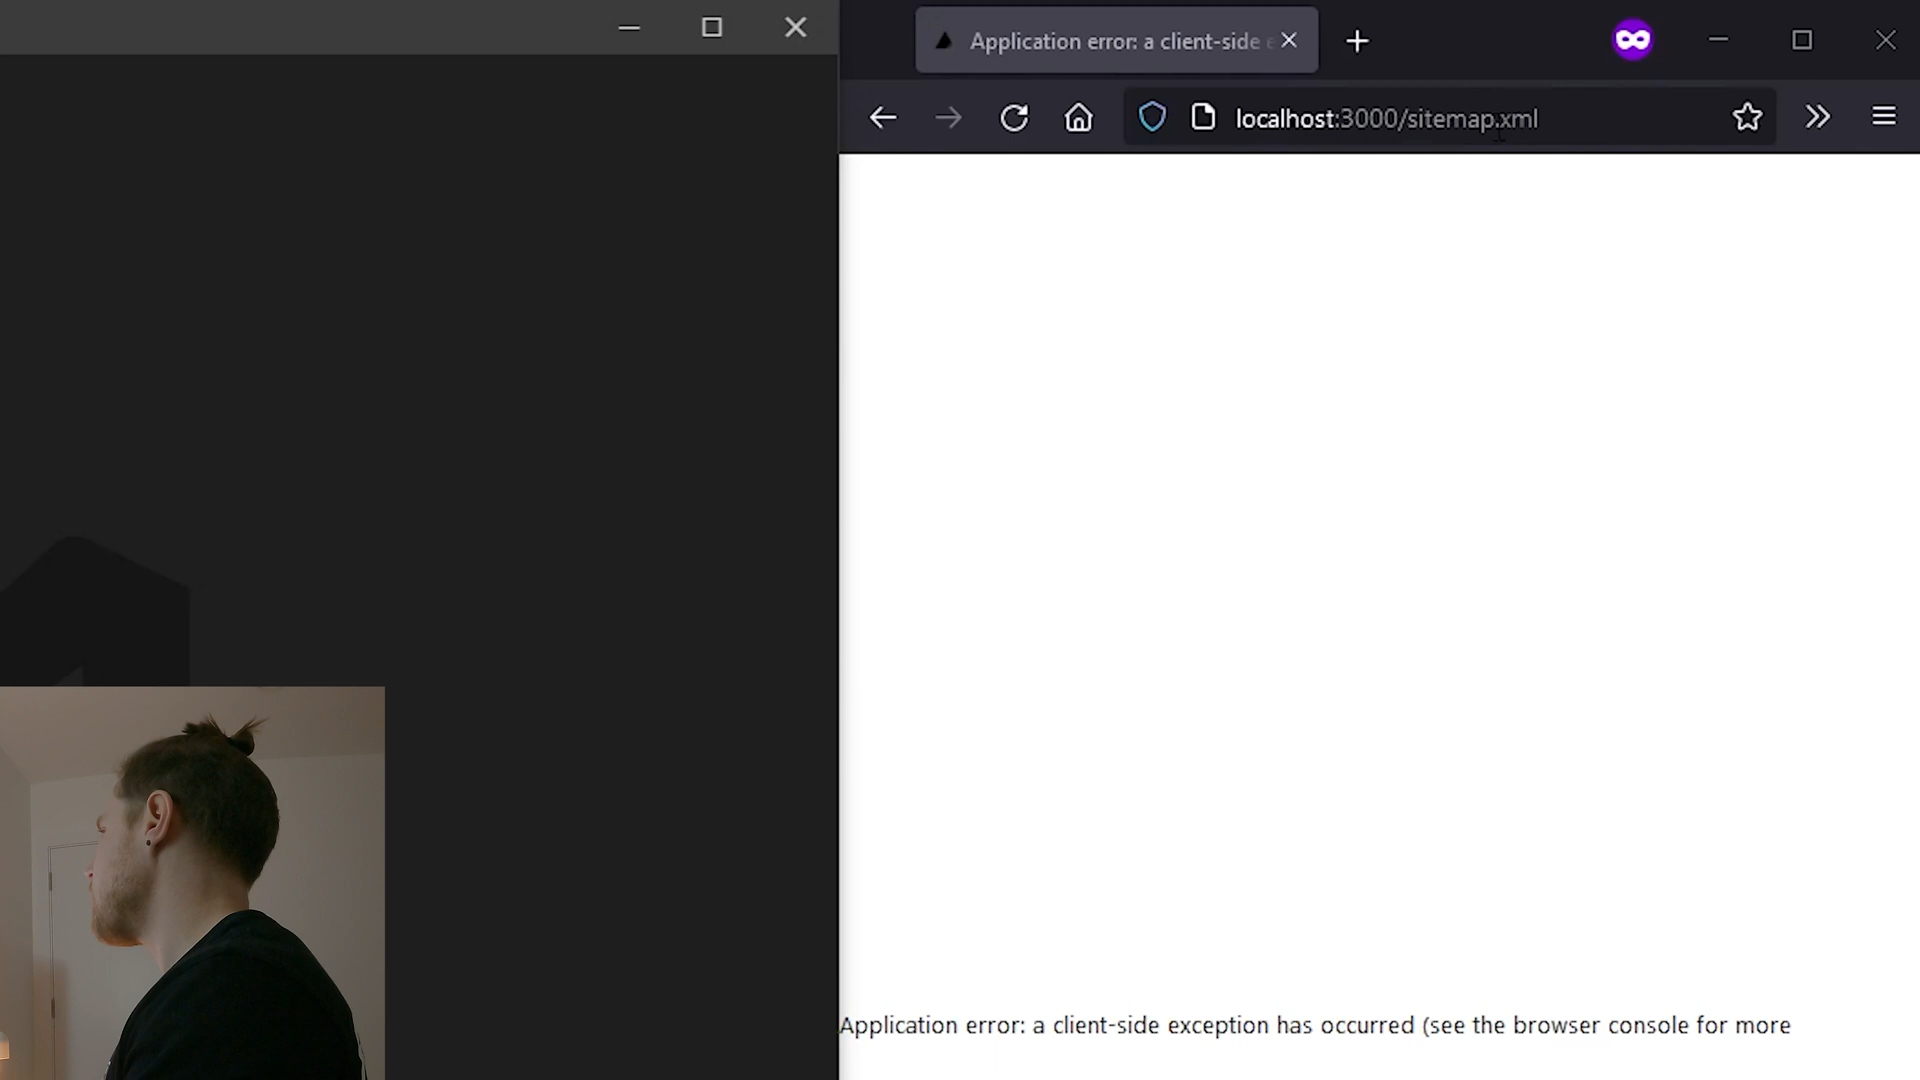 Application error: a client-side e
localhost:3000/sitemap.xml
Application error: a client-side exception has occurred (see the browser console for more